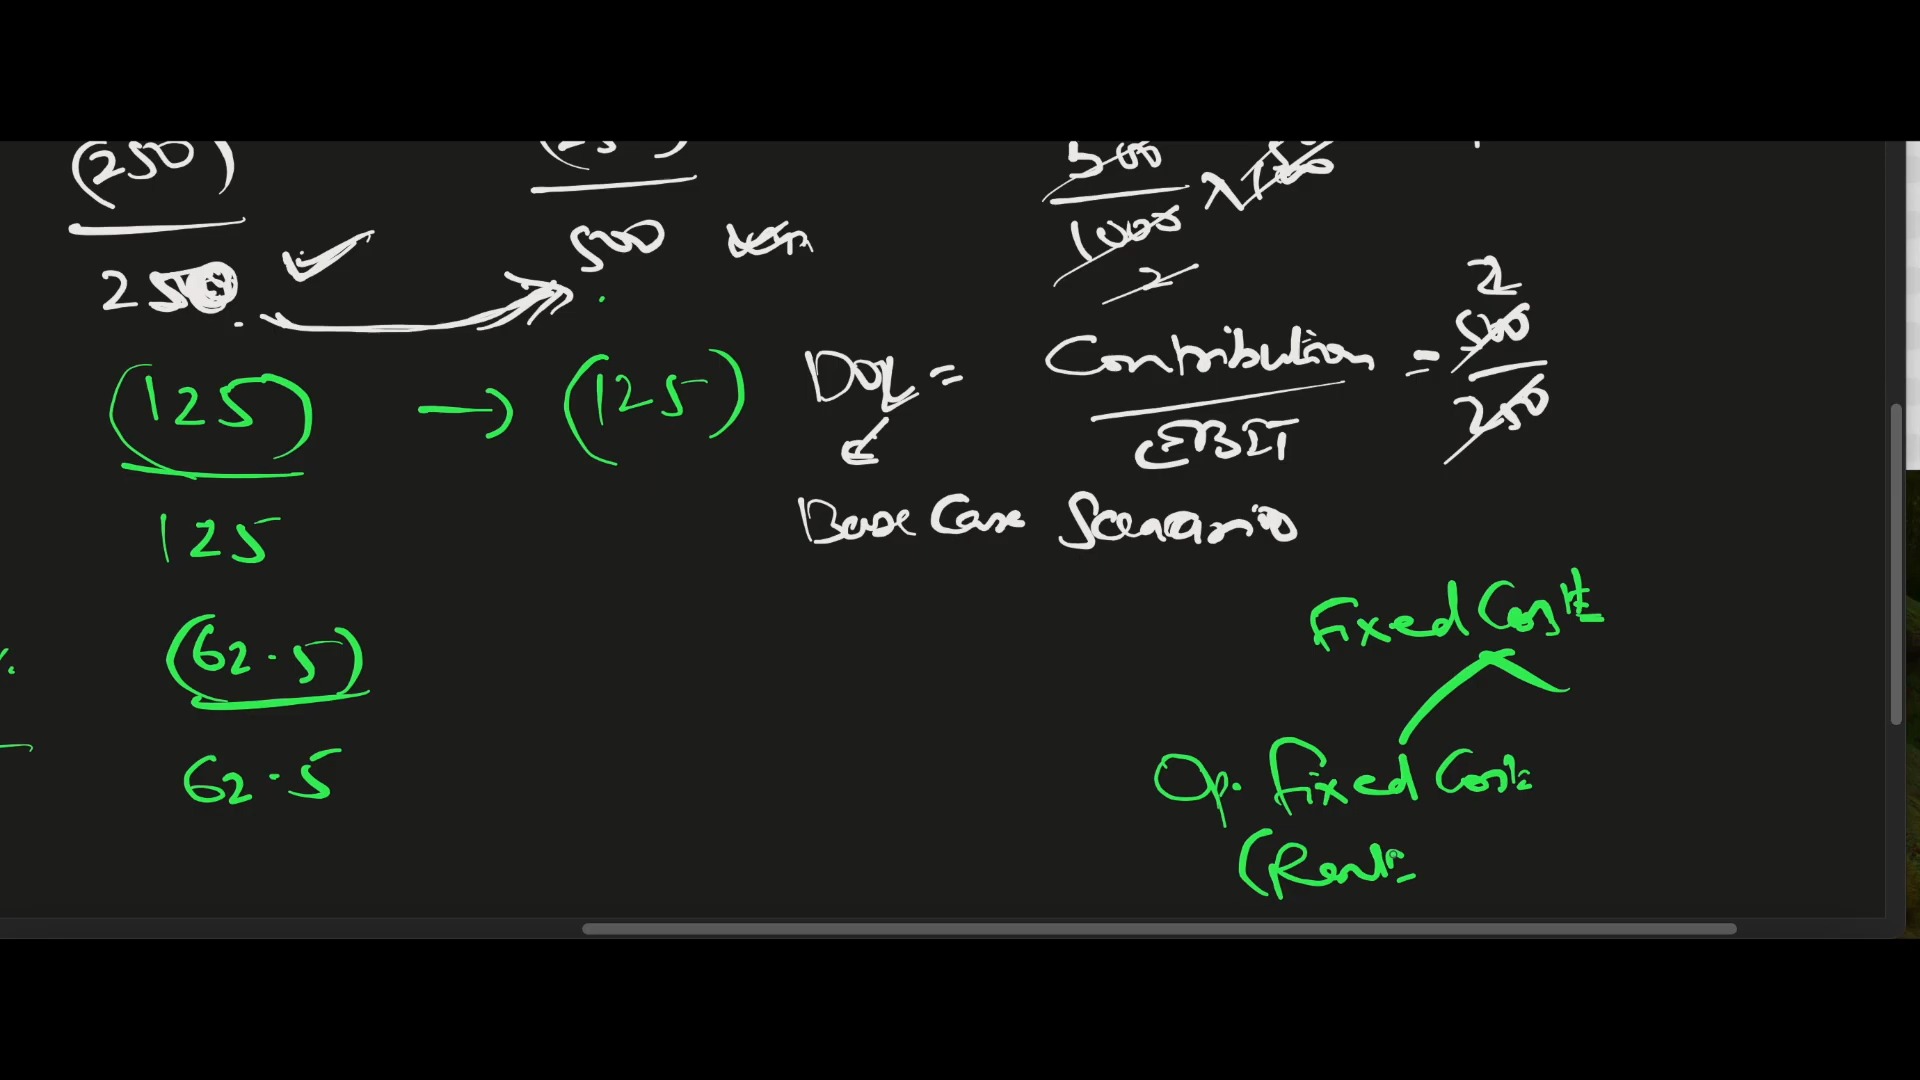 (250)
500
1000
250 500
2
2
DOL = Contribution = 500
EBIT 250
(125) → (125)
Base Case Scenario
125
Fixed Costs
(62.5)
62.5
Op. Fixed Costs
(Rent